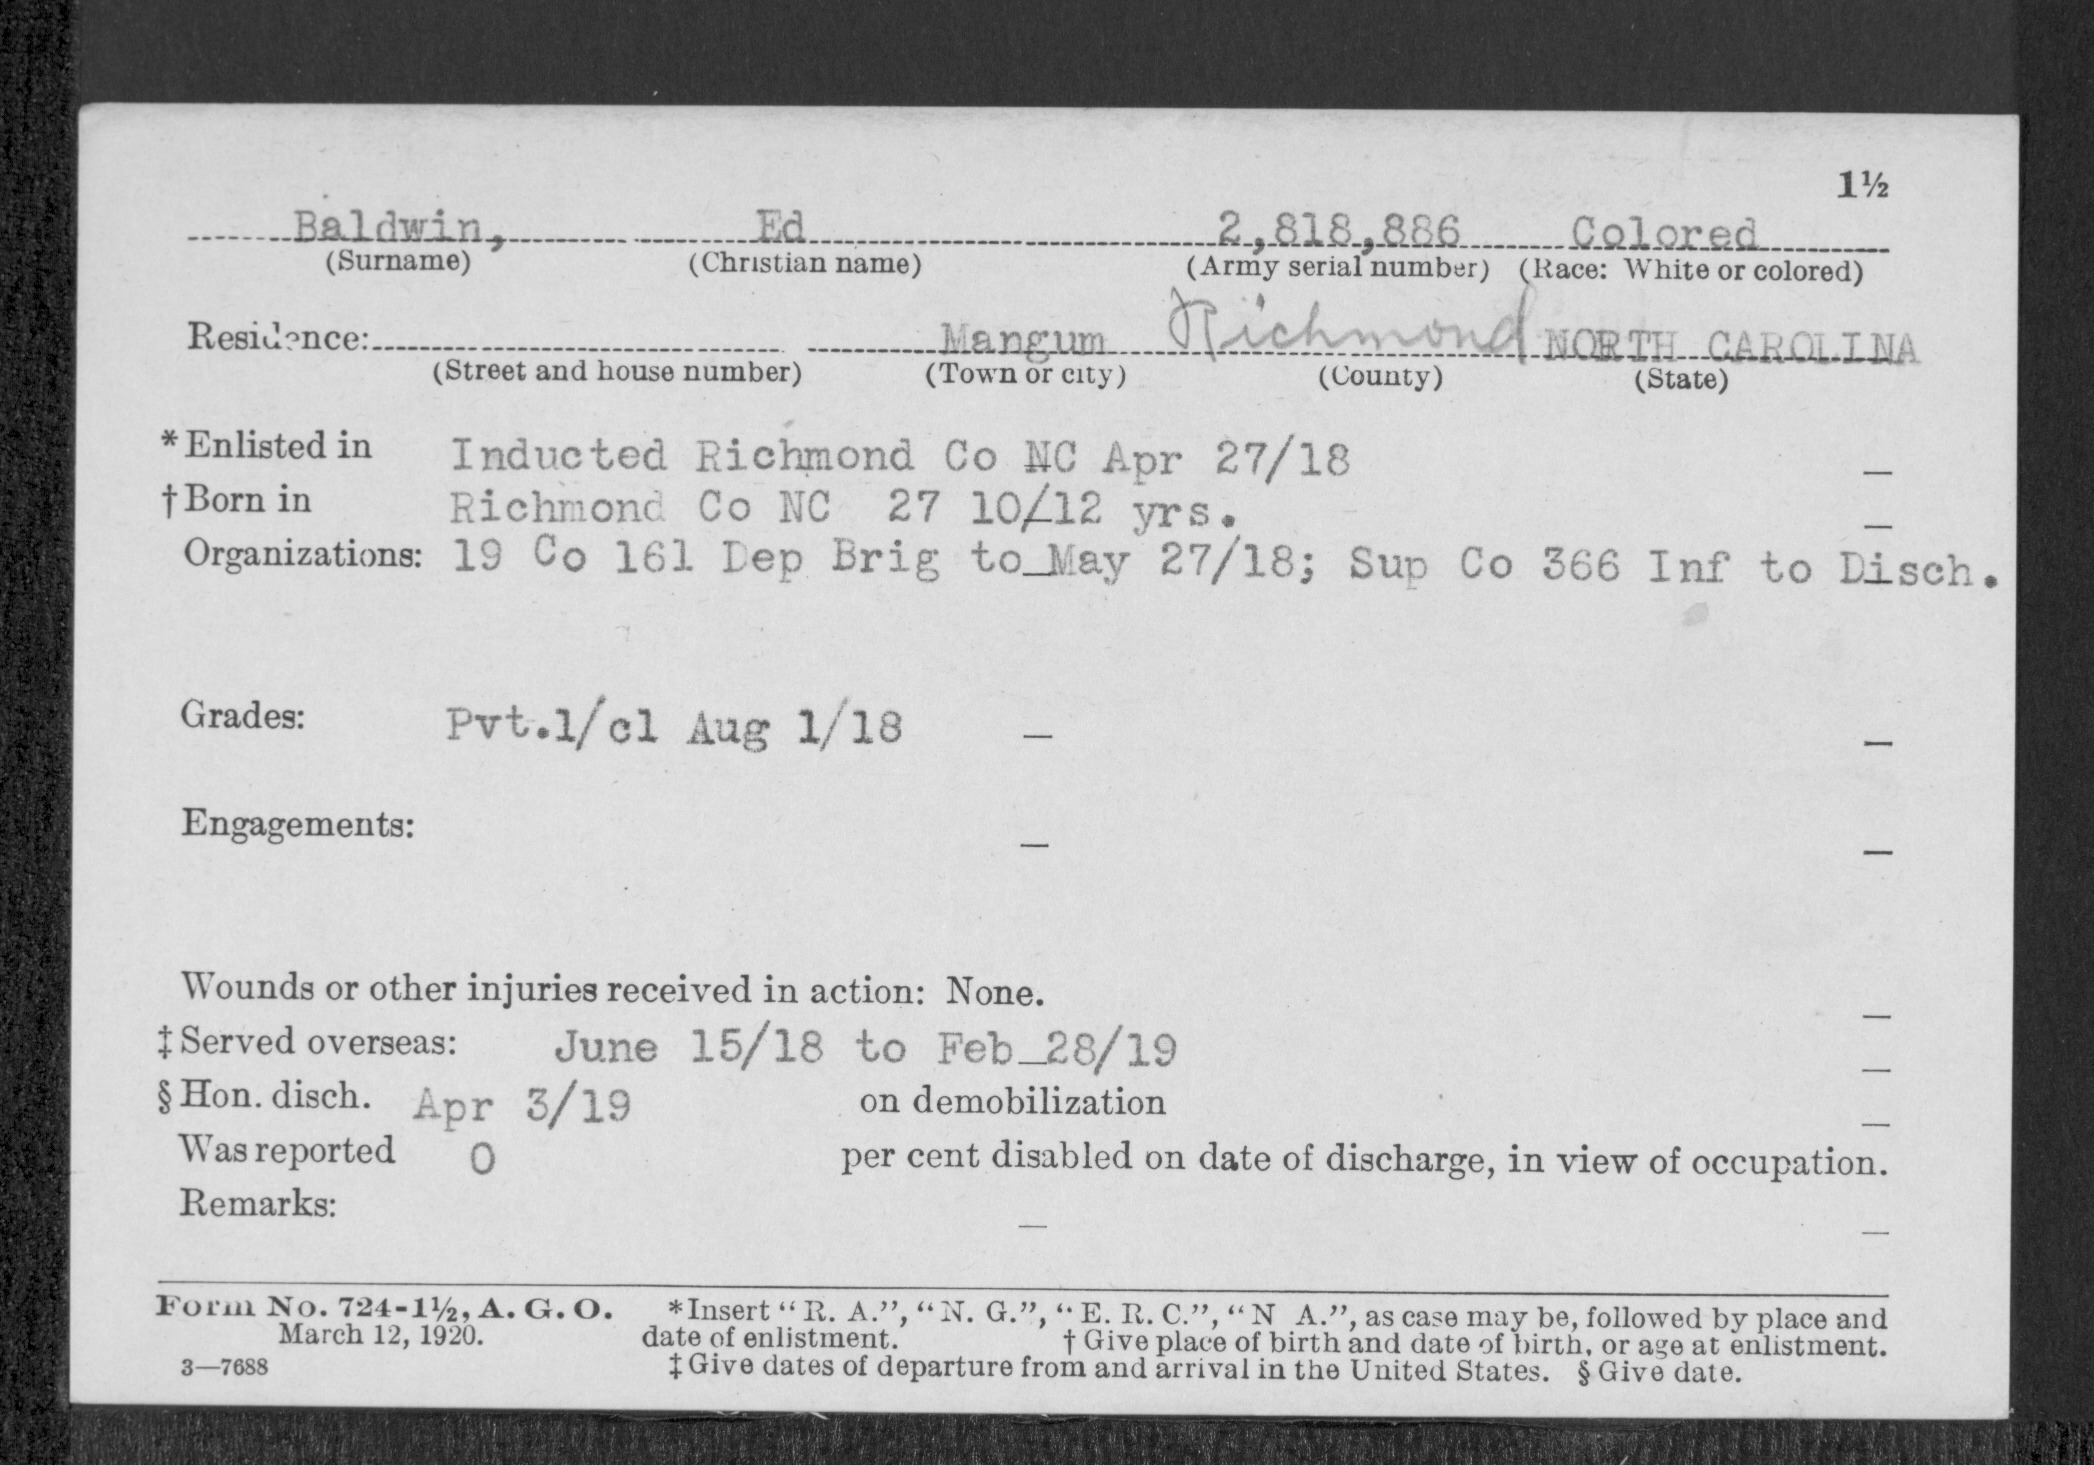 1½
Baldwin, Ed 2,818,886 Colored
(Surname) (Christian name) (Army serial number) (Race: White or colored)
Residence: Mangum Richmond NORTH CAROLINA
(Street and house number) (Town or city) (County) (State)
*Enlisted in Inducted Richmond Co NC Apr 27/18 —
†Born in Richmond Co NC 27 10/12 yrs. —
Organizations: 19 Co 161 Dep Brig to May 27/18; Sup Co 366 Inf to Disch.
Grades: Pvt.1/cl Aug 1/18 — —
Engagements: — —
Wounds or other injuries received in action: None. —
‡Served overseas: June 15/18 to Feb 28/19 —
§Hon. disch. Apr 3/19 on demobilization —
Was reported 0 per cent disabled on date of discharge, in view of occupation.
Remarks: — —
Form No. 724-1½, A. G. O. *Insert “R. A.”, “N. G.”, “E. R. C.”, “N A.”, as case may be, followed by place and
March 12, 1920. date of enlistment. †Give place of birth and date of birth, or age at enlistment.
3—7688 ‡Give dates of departure from and arrival in the United States. §Give date.